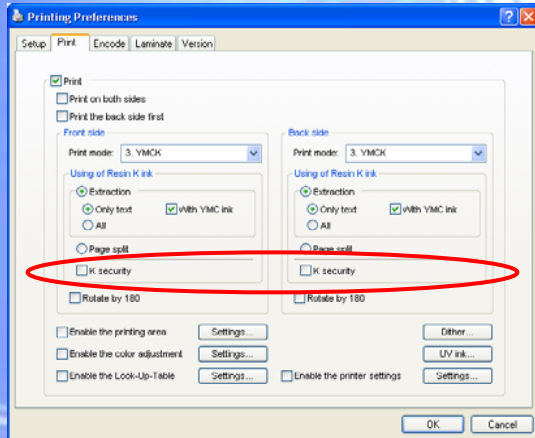 Printing Preferences
Setup Print Encode Laminate Version
Print
Print on both sides
Print the back side first
Front side Back side
Print mode: 3. YMCK Print mode: 3. YMCK
Using of Resin K ink Using of Resin K ink
Extraction Extraction
Only text With YMC ink Only text With YMC ink
All All
Page split Page split
K security K security
Rotate by 180 Rotate by 180
Enable the printing area Settings... Dither...
Enable the color adjustment Settings... UV ink...
Enable the Look-Up-Table Settings... Enable the printer settings Settings...
OK Cancel